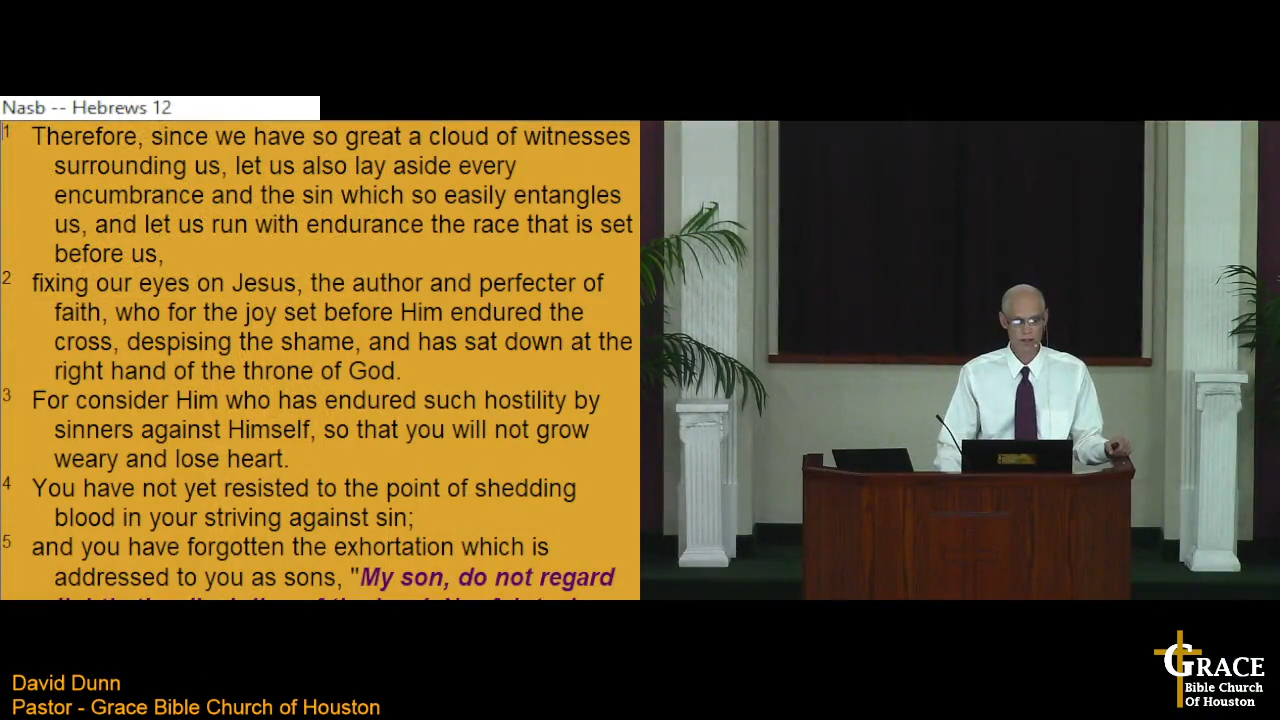 Nasb -- Hebrews 12
1 Therefore, since we have so great a cloud of witnesses
surrounding us, let us also lay aside every
encumbrance and the sin which so easily entangles
us, and let us run with endurance the race that is set
before us,
2 fixing our eyes on Jesus, the author and perfecter of
faith, who for the joy set before Him endured the
cross, despising the shame, and has sat down at the
right hand of the throne of God.
3 For consider Him who has endured such hostility by
sinners against Himself, so that you will not grow
weary and lose heart.
4 You have not yet resisted to the point of shedding
blood in your striving against sin;
5 and you have forgotten the exhortation which is
addressed to you as sons, "My son, do not regard
David Dunn
Pastor - Grace Bible Church of Houston
GRACE
Bible Church
Of Houston